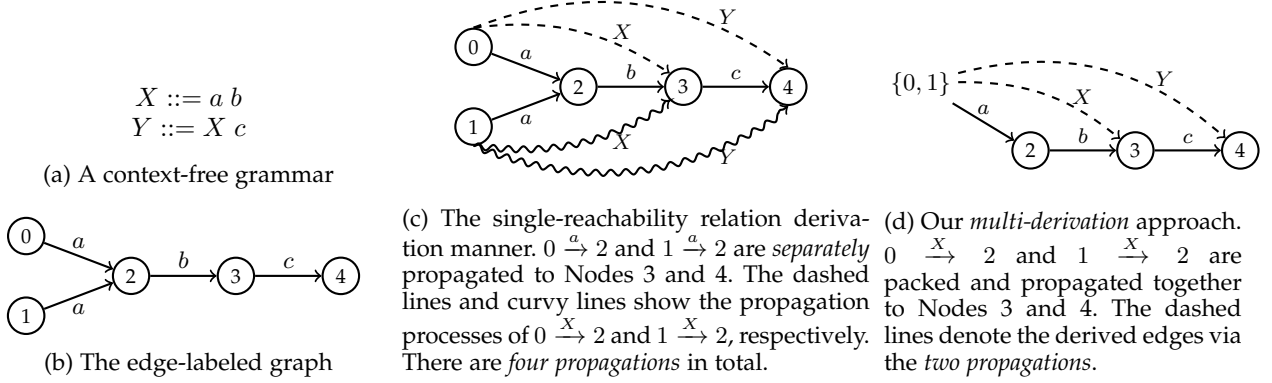 X ::= a b
Y ::= X c
(a) A context-free grammar
0
a
2
b
3
c
4
1
a
(b) The edge-labeled graph
Y
X
0
a
2
b
3
c
4
a
1
X
Y
(c) The single-reachability relation deriva-
tion manner. 0 a→ 2 and 1 a→ 2 are separately
propagated to Nodes 3 and 4. The dashed
lines and curvy lines show the propagation
processes of 0 X→ 2 and 1 X→ 2, respectively.
There are four propagations in total.
Y
{0, 1}
X
a
2
b
3
c
4
(d) Our multi-derivation approach.
0 X→ 2 and 1 X→ 2 are
packed and propagated together
to Nodes 3 and 4. The dashed
lines denote the derived edges via
the two propagations.